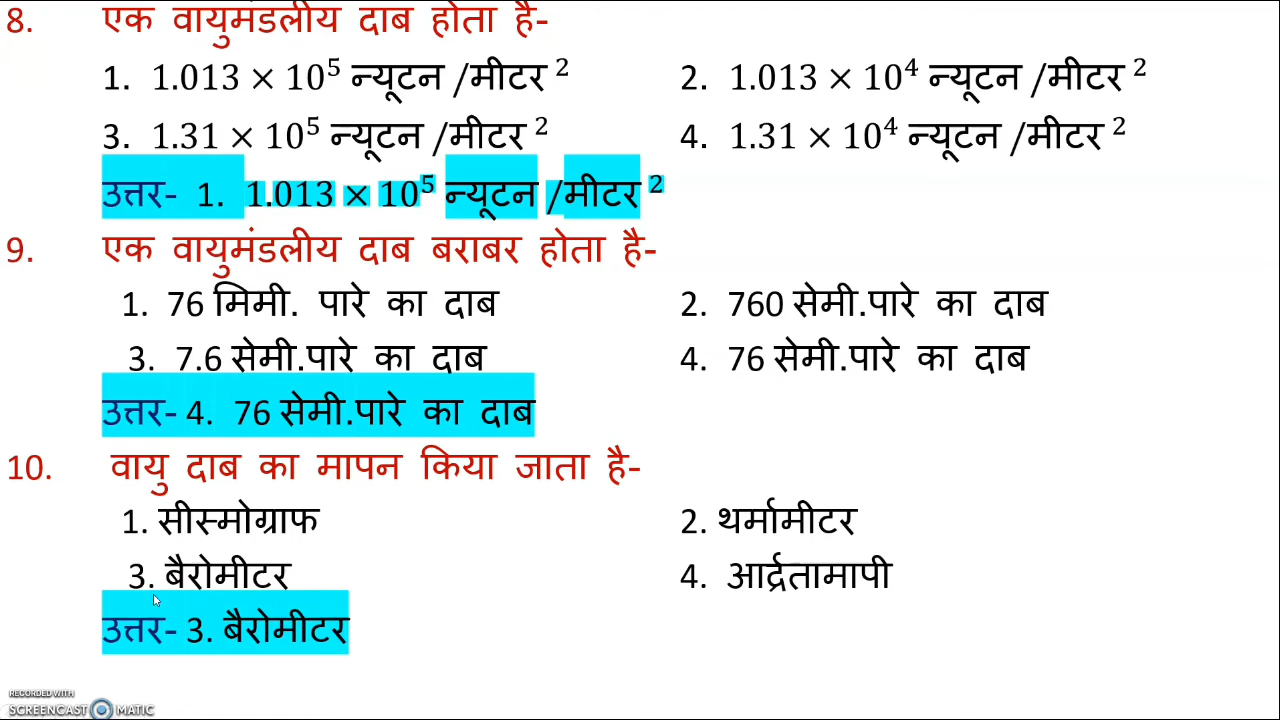 8. एक वायुमंडलीय दाब होता है-
1. 1.013 × 10⁵ न्यूटन /मीटर ² 2. 1.013 × 10⁴ न्यूटन /मीटर ²
3. 1.31 × 10⁵ न्यूटन /मीटर ² 4. 1.31 × 10⁴ न्यूटन /मीटर ²
उत्तर- 1. 1.013 × 10⁵ न्यूटन /मीटर ²
9. एक वायुमंडलीय दाब बराबर होता है-
1. 76 मिमी. पारे का दाब 2. 760 सेमी.पारे का दाब
3. 7.6 सेमी.पारे का दाब 4. 76 सेमी.पारे का दाब
उत्तर- 4. 76 सेमी.पारे का दाब
10. वायु दाब का मापन किया जाता है-
1. सीस्मोग्राफ 2. थर्मामीटर
3. बैरोमीटर 4. आर्द्रतामापी
उत्तर- 3. बैरोमीटर
RECORDED WITH
SCREENCAST MATIC